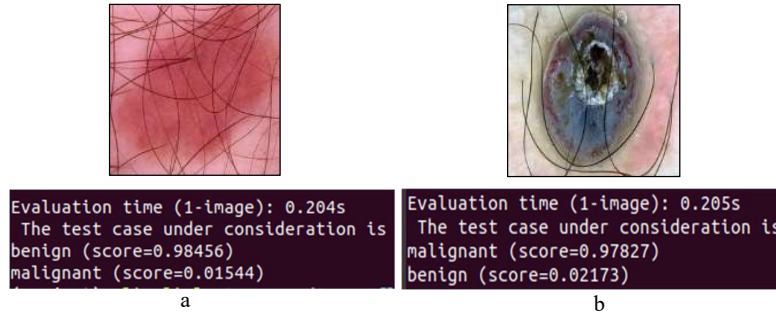 Evaluation time (1-image): 0.204s
The test case under consideration is
benign (score=0.98456)
malignant (score=0.01544)
a
Evaluation time (1-image): 0.205s
The test case under consideration is
malignant (score=0.97827)
benign (score=0.02173)
b